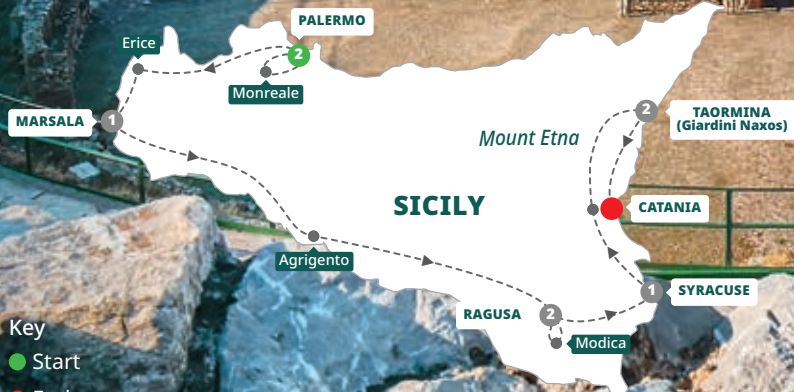 PALERMO
2
Erice
Monreale
MARSALA
1
2
TAORMINA
(Giardini Naxos)
Mount Etna
SICILY
CATANIA
Agrigento
1
SYRACUSE
RAGUSA
2
Modica
Key
Start